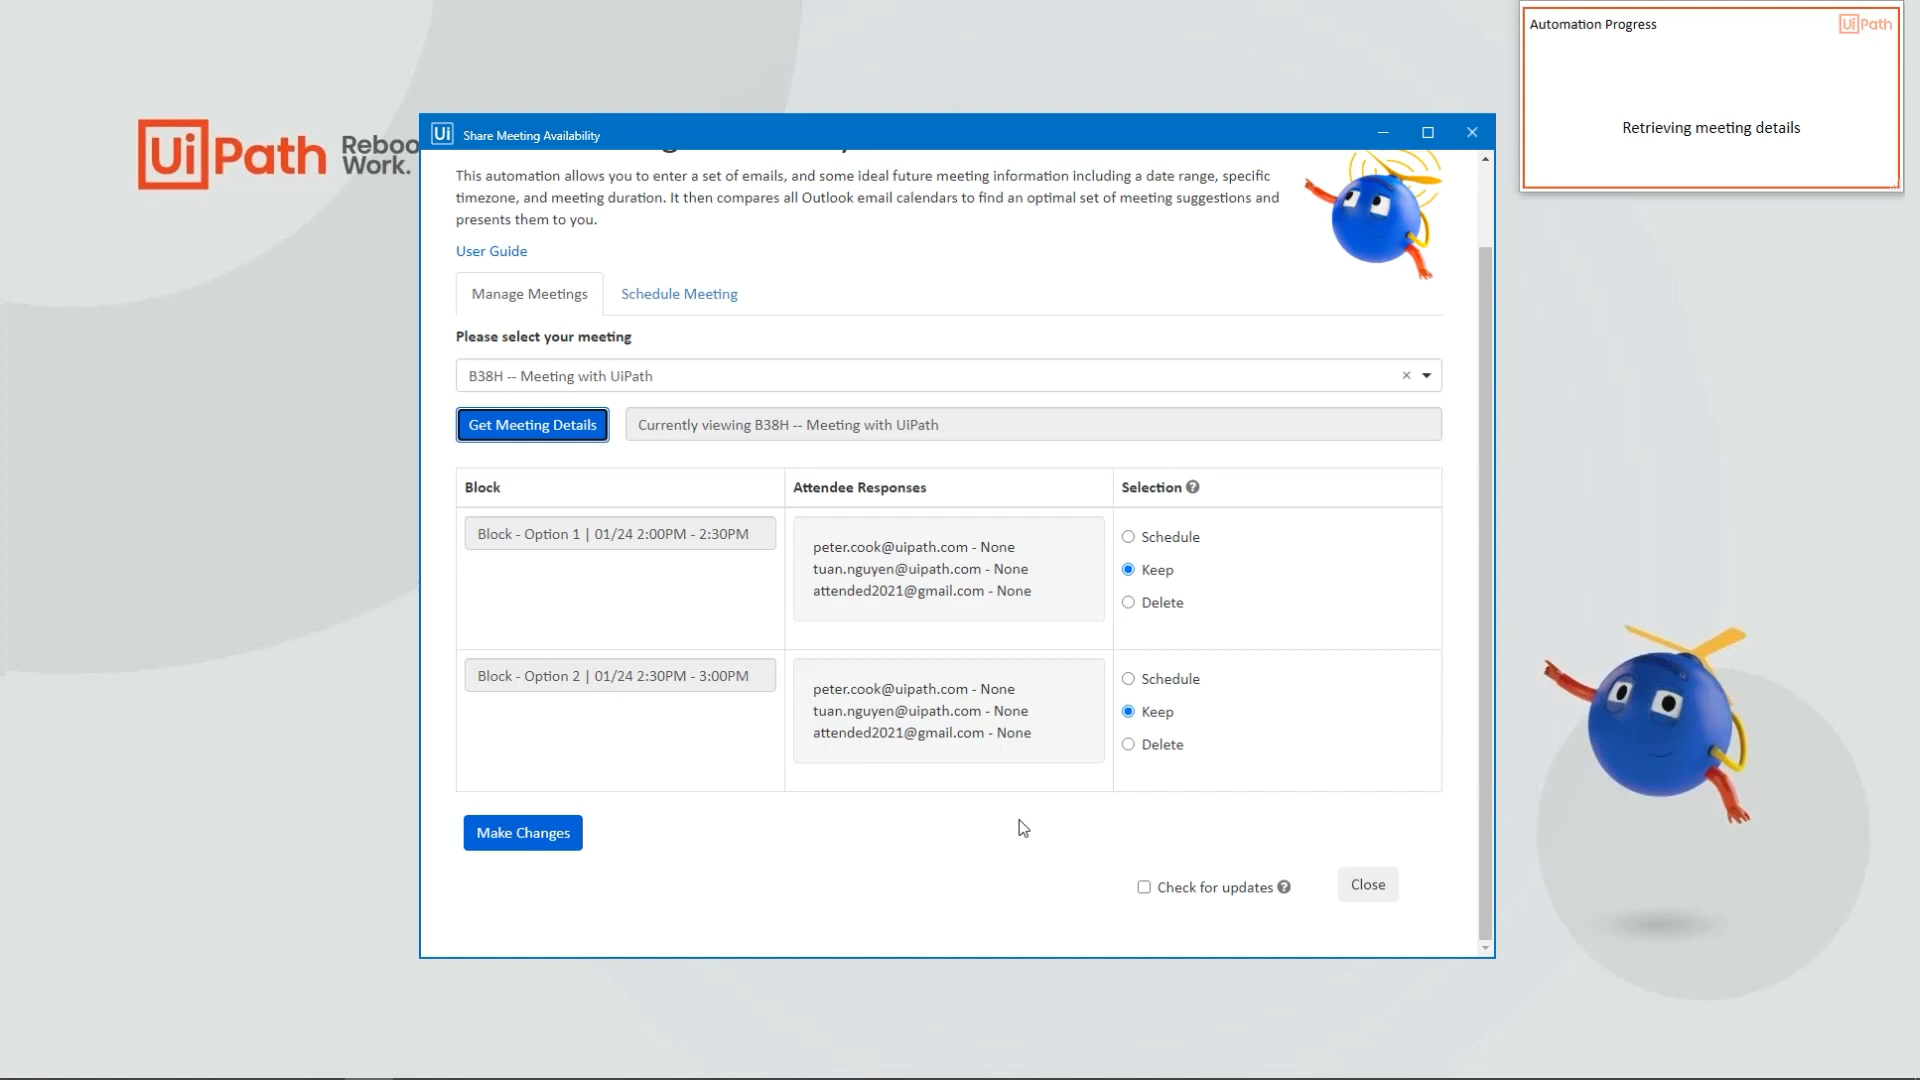 Automation Progress
UiPath
Retrieving meeting details
UiPath
Reboo
Work.
Ui Share Meeting Availability
This automation allows you to enter a set of emails, and some ideal future meeting information including a date range, specific
timezone, and meeting duration. It then compares all Outlook email calendars to find an optimal set of meeting suggestions and
presents them to you.
User Guide
Manage Meetings Schedule Meeting
Please select your meeting
B38H -- Meeting with UiPath
Get Meeting Details Currently viewing B38H -- Meeting with UiPath
Block Attendee Responses Selection
Block - Option 1 | 01/24 2:00PM - 2:30PM
peter.cook@uipath.com - None
tuan.nguyen@uipath.com - None
attended2021@gmail.com - None
Schedule
Keep
Delete
Block - Option 2 | 01/24 2:30PM - 3:00PM
peter.cook@uipath.com - None
tuan.nguyen@uipath.com - None
attended2021@gmail.com - None
Schedule
Keep
Delete
Make Changes
Check for updates
Close